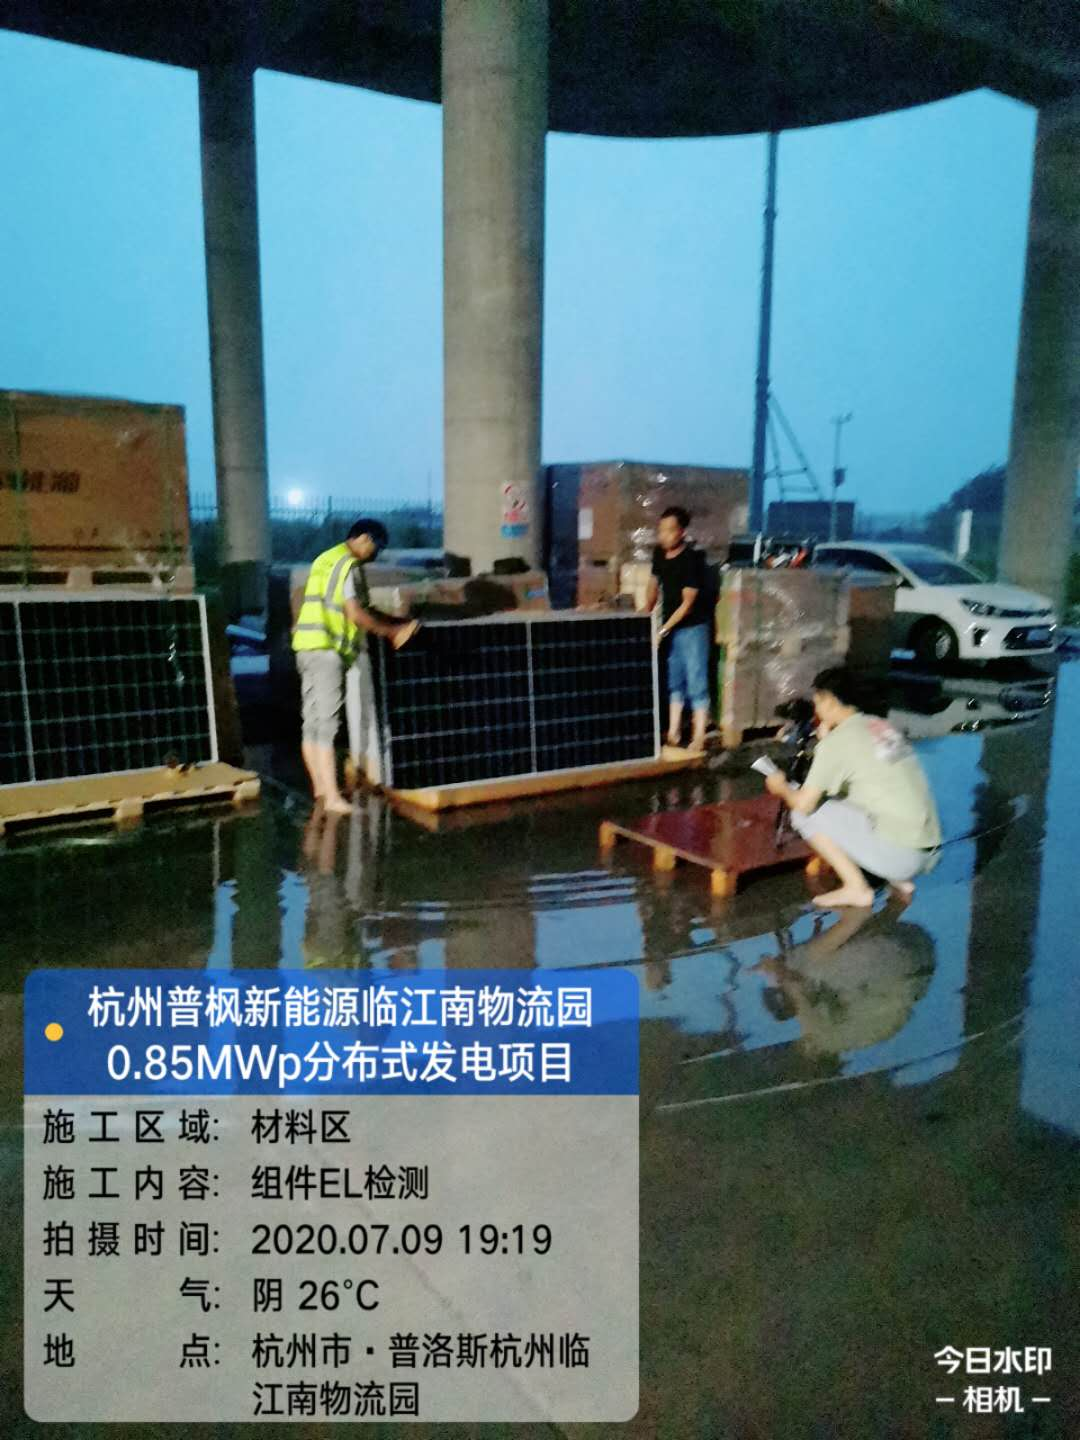 杭州普枫新能源临江南物流园
0.85MWp分布式发电项目
施工区域: 材料区
施工内容: 组件EL检测
拍摄时间: 2020.07.09 19:19
天气: 阴 26°C
地点: 杭州市·普洛斯杭州临
江南物流园
今日水印
-相机-